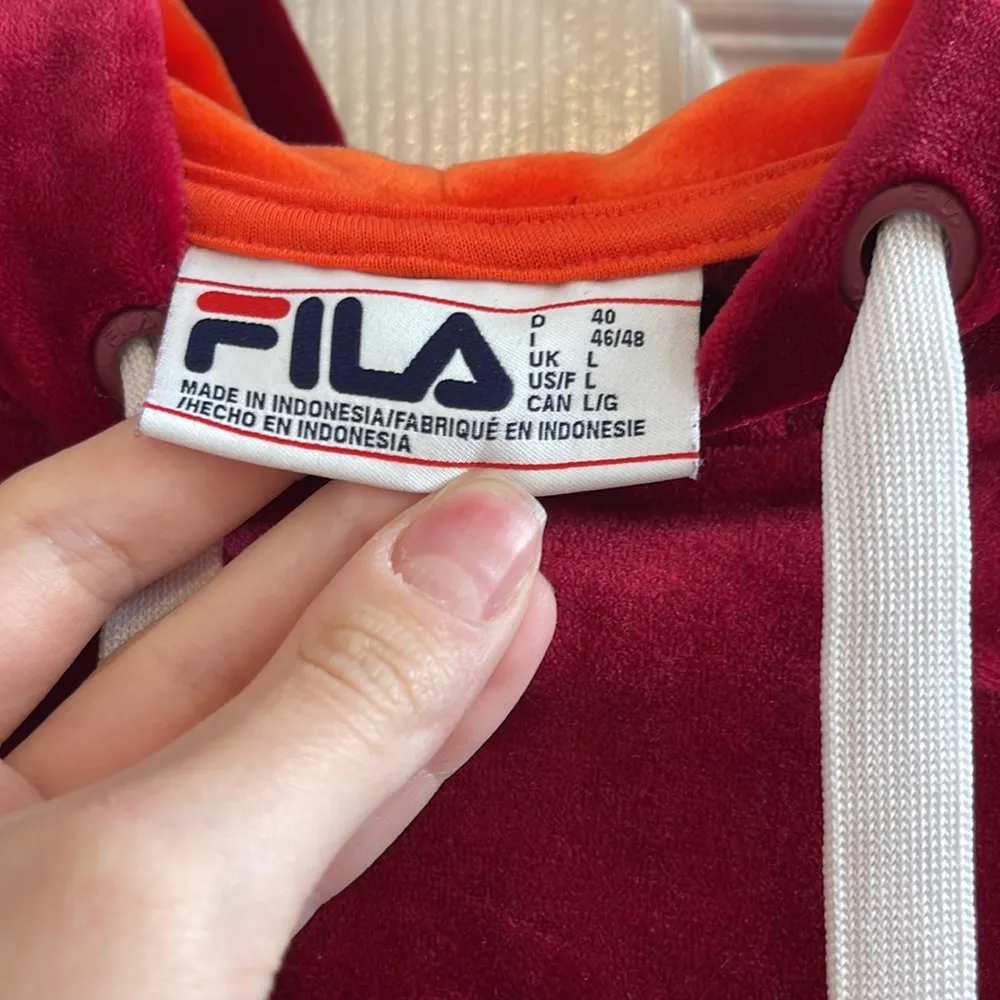 FILA
D 40
I 46/48
UK L
US/F L
CAN L/G
MADE IN INDONESIA/FABRIQUÉ EN INDONESIE
/HECHO EN INDONESIA